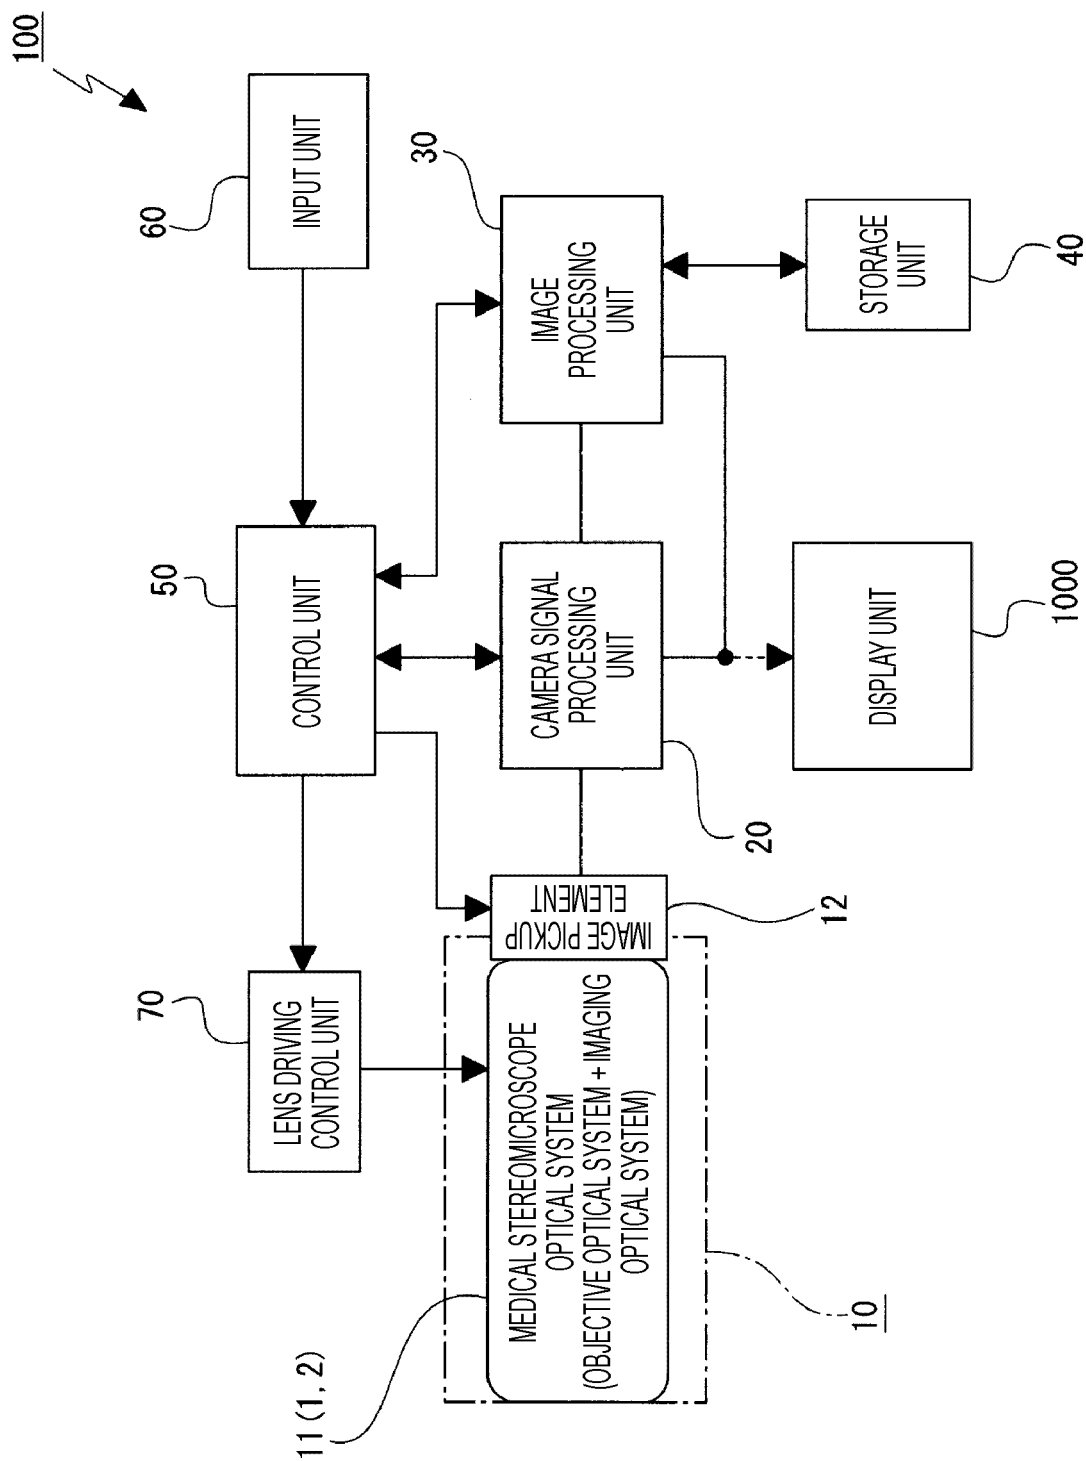 100
60
INPUT UNIT
50
CONTROL UNIT
70
LENS DRIVING
CONTROL UNIT
30
IMAGE
PROCESSING
UNIT
CAMERA SIGNAL
PROCESSING
UNIT
20
IMAGE PICKUP
ELEMENT
12
11(1, 2)
MEDICAL STEREOMICROSCOPE
OPTICAL SYSTEM
(OBJECTIVE OPTICAL SYSTEM + IMAGING
OPTICAL SYSTEM)
10
STORAGE
UNIT
40
DISPLAY UNIT
1000